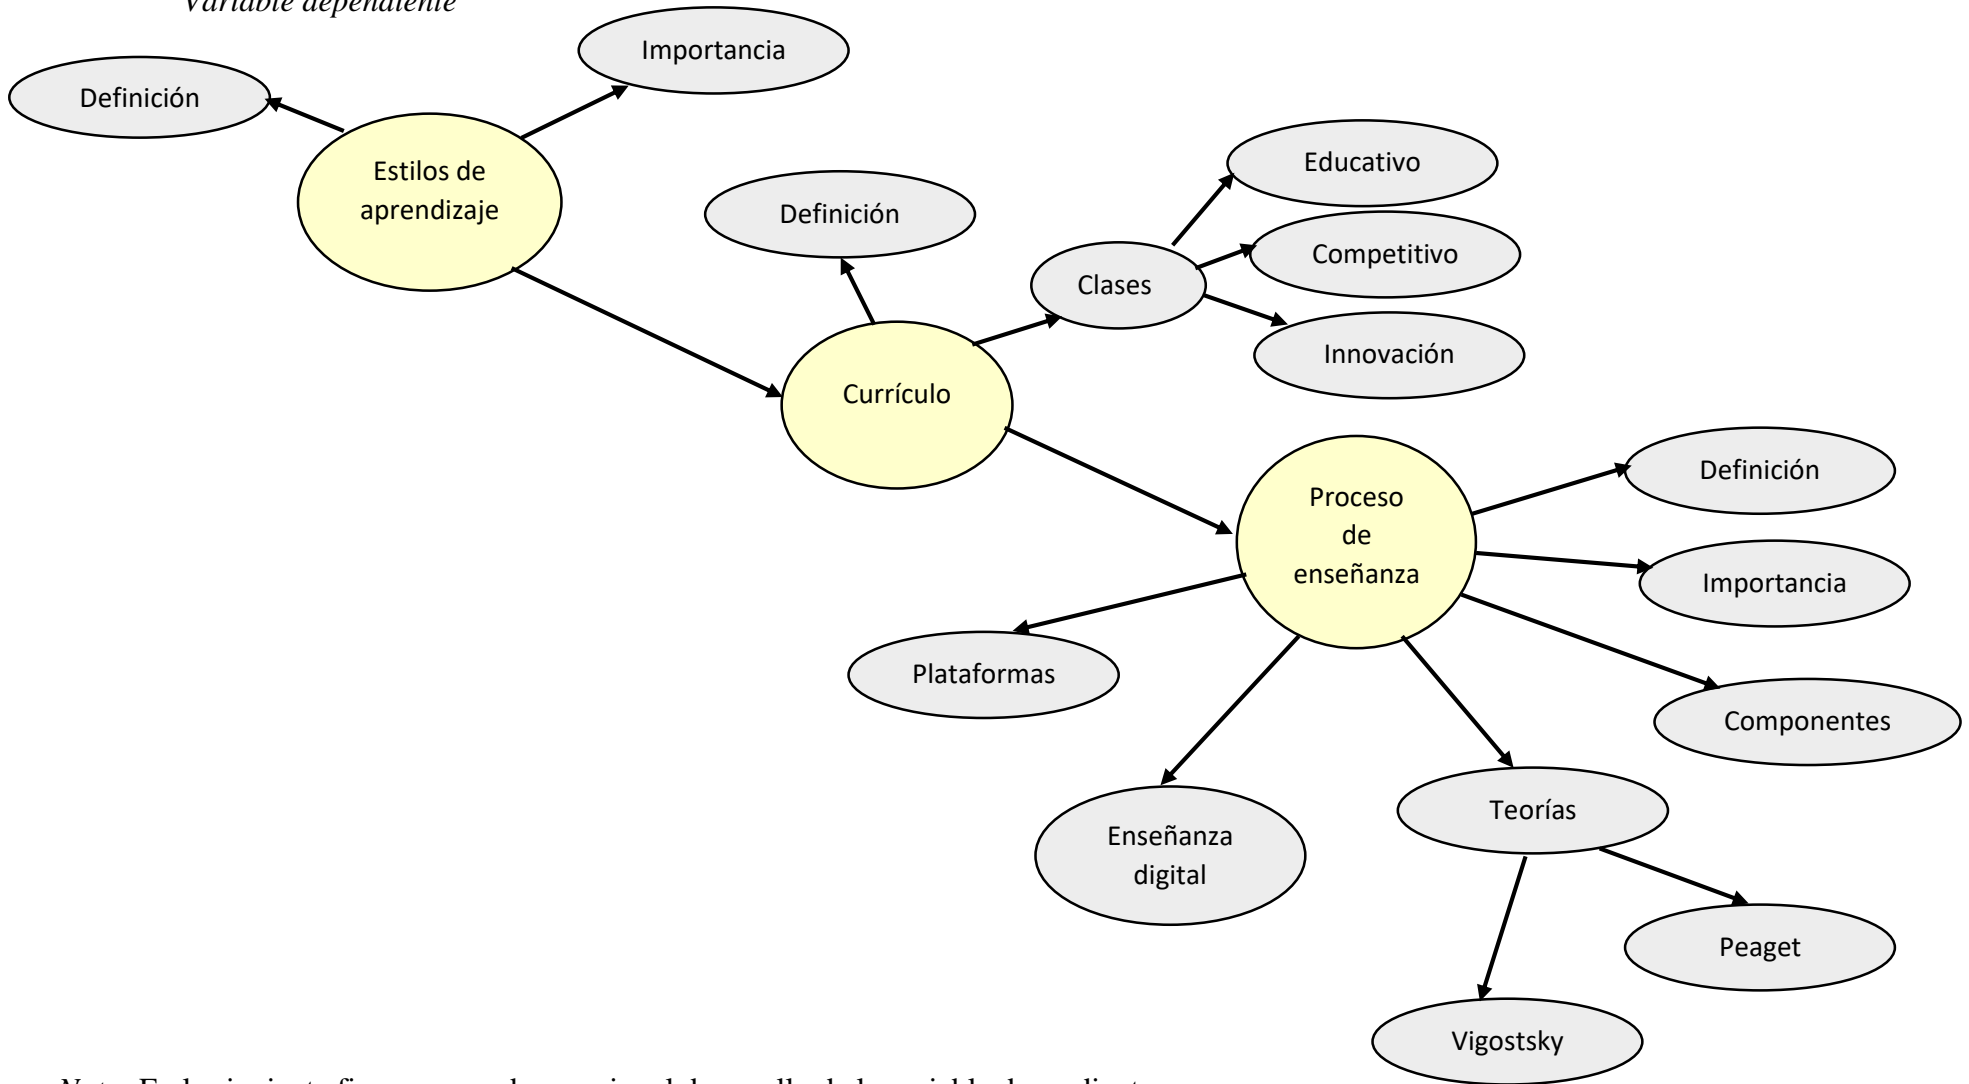 Variable dependiente
Importancia
Definición
Estilos de
aprendizaje
Educativo
Definición
Competitivo
Clases
Innovación
Currículo
Definición
Proceso
de
enseñanza
Importancia
Plataformas
Componentes
Teorías
Enseñanza
digital
Peaget
Vigostsky